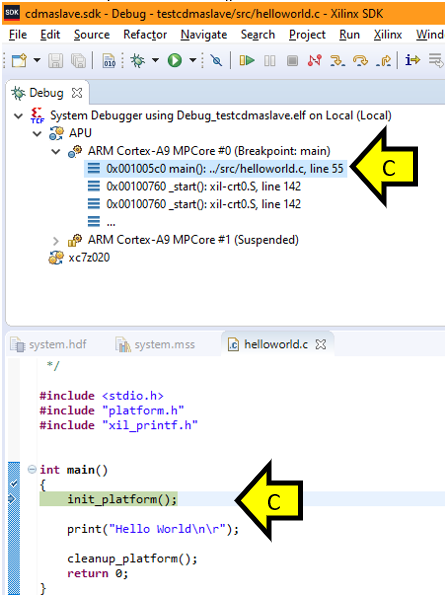 SDK cdmaslave.sdk - Debug - testcdmaslave/src/helloworld.c - Xilinx SDK
File Edit Source Refactor Navigate Search Project Run Xilinx Wind
010
Debug
TCF System Debugger using Debug_testcdmaslave.elf on Local (Local)
APU
ARM Cortex-A9 MPCore #0 (Breakpoint: main)
0x001005c0 main(): ../src/helloworld.c, line 55
C
0x00100760 _start(): xil-crt0.S, line 142
0x00100760 _start(): xil-crt0.S, line 142
...
ARM Cortex-A9 MPCore #1 (Suspended)
xc7z020
system.hdf system.mss helloworld.c
*/
#include <stdio.h>
#include "platform.h"
#include "xil_printf.h"
int main()
{
init_platform();
C
print("Hello World\n\r");
cleanup_platform();
return 0;
}